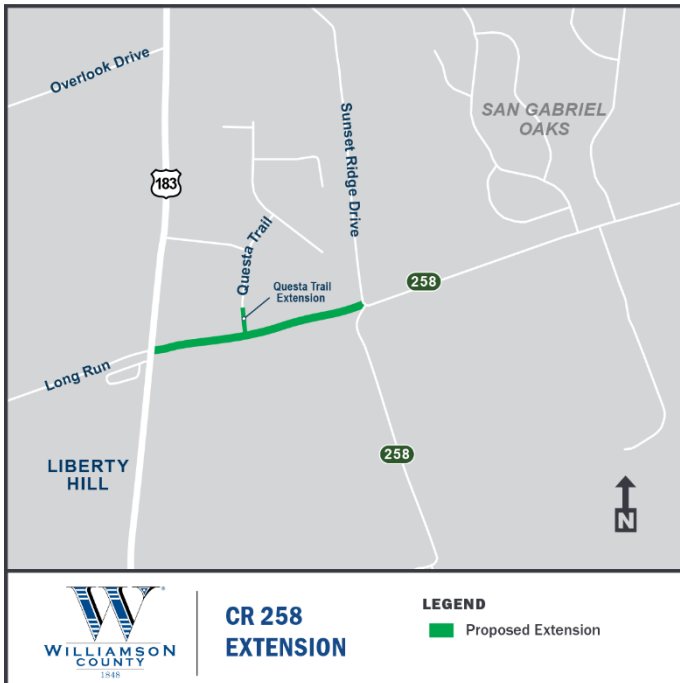 Overlook Drive
183
Sunset Ridge Drive
SAN GABRIEL
OAKS
Questa Trail
Questa Trail
Extension
258
Long Run
258
LIBERTY
HILL
N
W
WILLIAMSON
COUNTY
1848
CR 258
EXTENSION
LEGEND
Proposed Extension